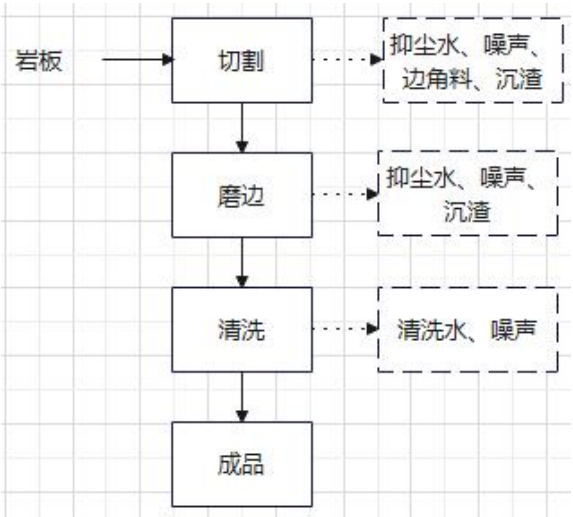 岩板
切割
抑尘水、噪声、
边角料、沉渣
磨边
抑尘水、噪声、
沉渣
清洗
清洗水、噪声
成品